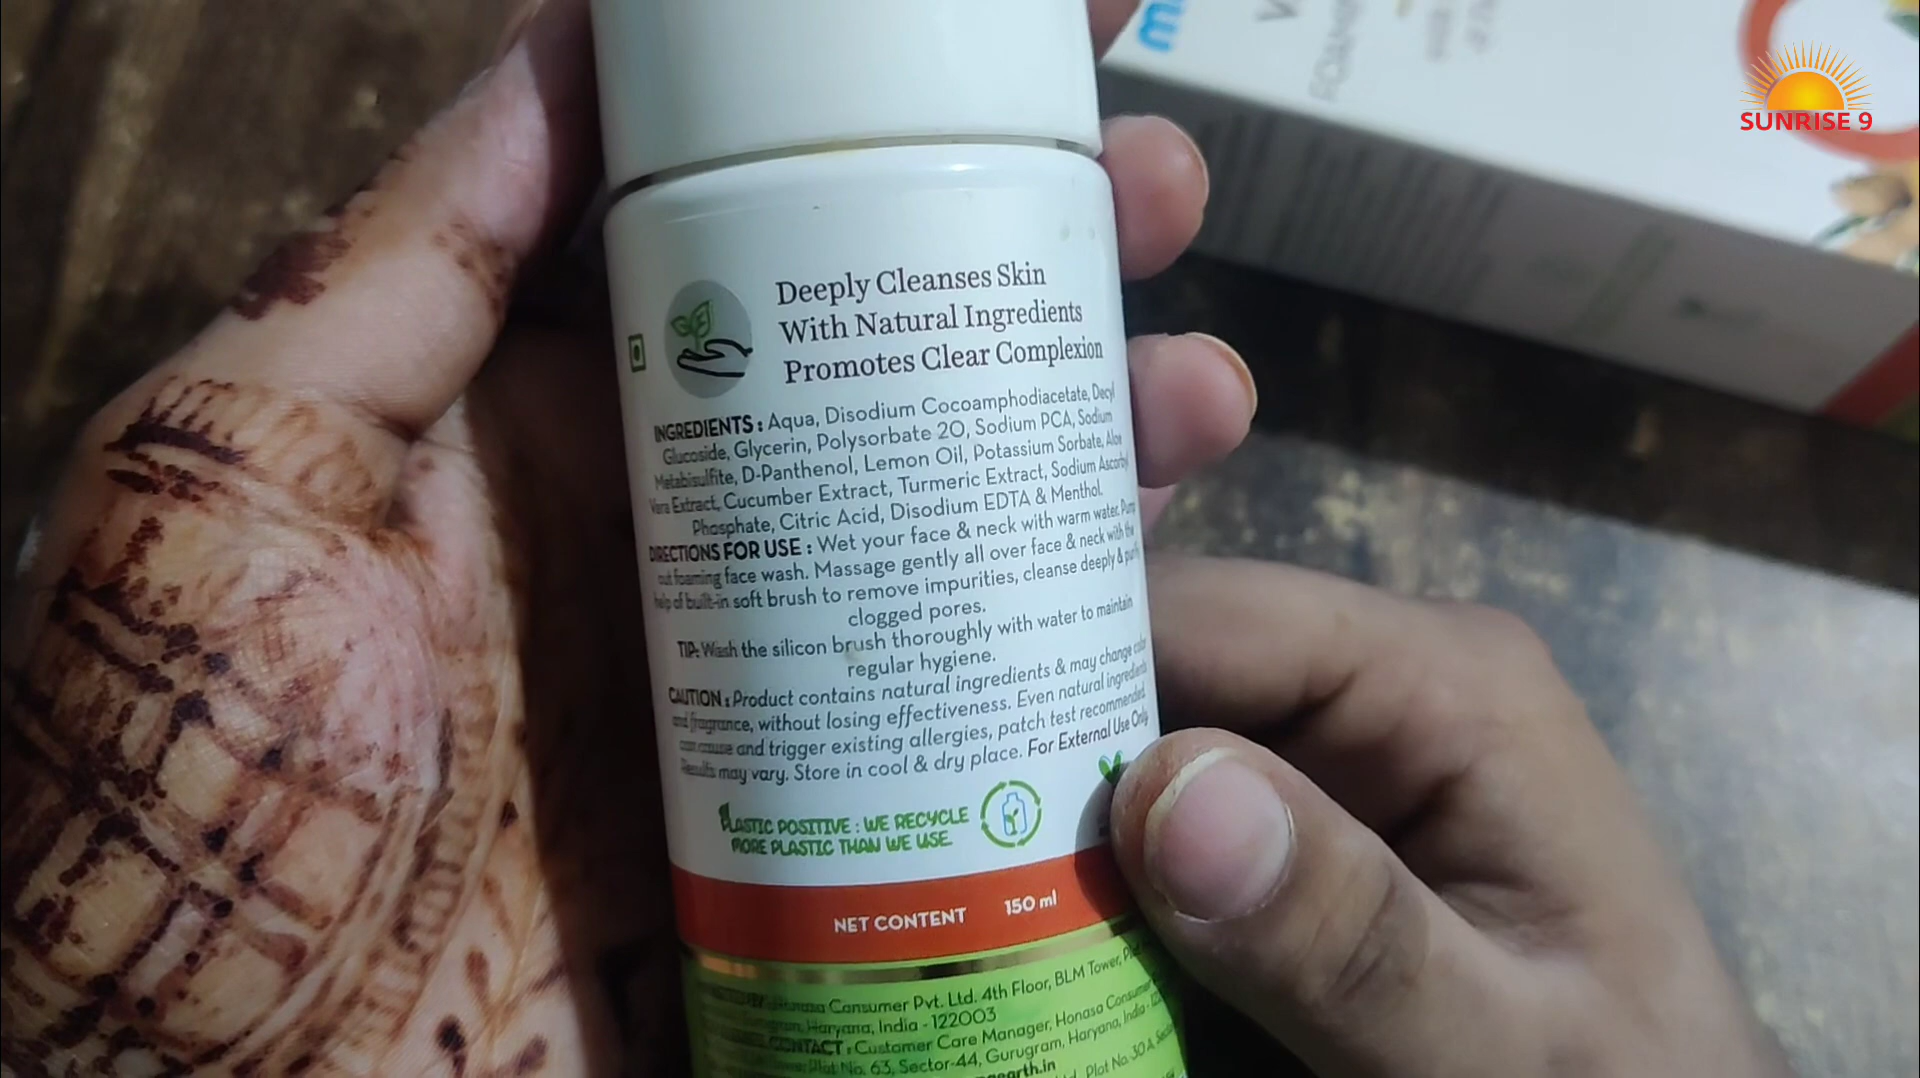 SUNRISE 9
FOAMI
Deeply Cleanses Skin
With Natural Ingredients
Promotes Clear Complexion
INGREDIENTS : Aqua, Disodium Cocoamphodiacetate, Decyl
Glucoside, Glycerin, Polysorbate 20, Sodium PCA, Sodium
Metabisulfite, D-Panthenol, Lemon Oil, Potassium Sorbate, Aloe
Vera Extract, Cucumber Extract, Turmeric Extract, Sodium Ascorbyl
Phosphate, Citric Acid, Disodium EDTA & Menthol.
DIRECTIONS FOR USE : Wet your face & neck with warm water. Pump
out foaming face wash. Massage gently all over face & neck with the
help of built-in soft brush to remove impurities, cleanse deeply & purify
clogged pores.
TIP: Wash the silicon brush thoroughly with water to maintain
regular hygiene.
CAUTION : Product contains natural ingredients & may change color
and fragrance, without losing effectiveness. Even natural ingredients
can cause and trigger existing allergies, patch test recommended.
Results may vary. Store in cool & dry place. For External Use Only.
PLASTIC POSITIVE : WE RECYCLE
MORE PLASTIC THAN WE USE
NET CONTENT 150 ml
Honasa Consumer Pvt. Ltd. 4th Floor, BLM Tower,
Haryana, India - 122003
CONTACT : Customer Care Manager, Honasa Consumer
Plot No. 63, Sector-44, Gurugram, Haryana, India -
earth.in
Plot No. 30 A,